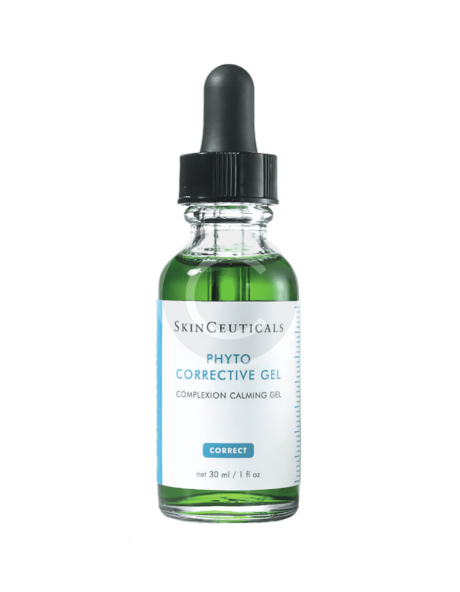 SKINCEUTICALS
PHYTO
CORRECTIVE GEL
COMPLEXION CALMING GEL
CORRECT
net 30 ml / 1 fl oz